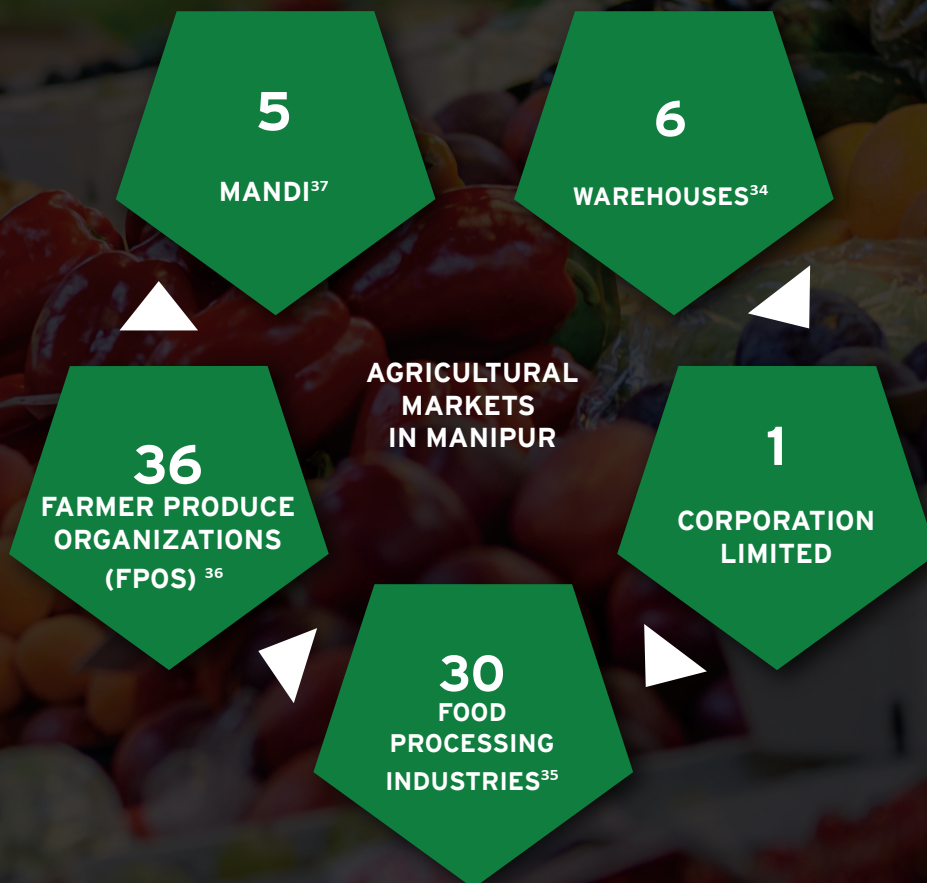 5
MANDI³⁷
6
WAREHOUSES³⁴
AGRICULTURAL
MARKETS
IN MANIPUR
36
FARMER PRODUCE
ORGANIZATIONS
(FPOS) ³⁶
1
CORPORATION
LIMITED
30
FOOD
PROCESSING
INDUSTRIES³⁵